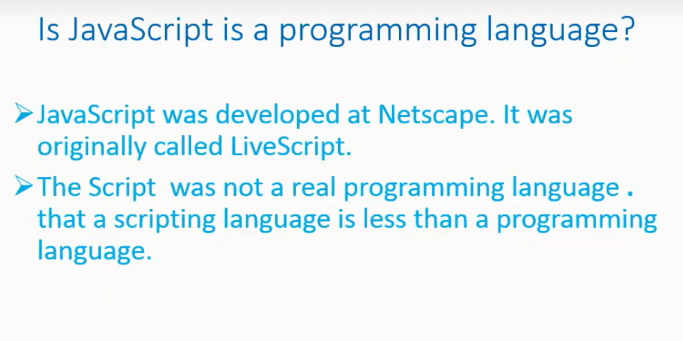 Is JavaScript is a programming language?
➢JavaScript was developed at Netscape. It was
originally called LiveScript.
➢The Script was not a real programming language .
that a scripting language is less than a programming
language.